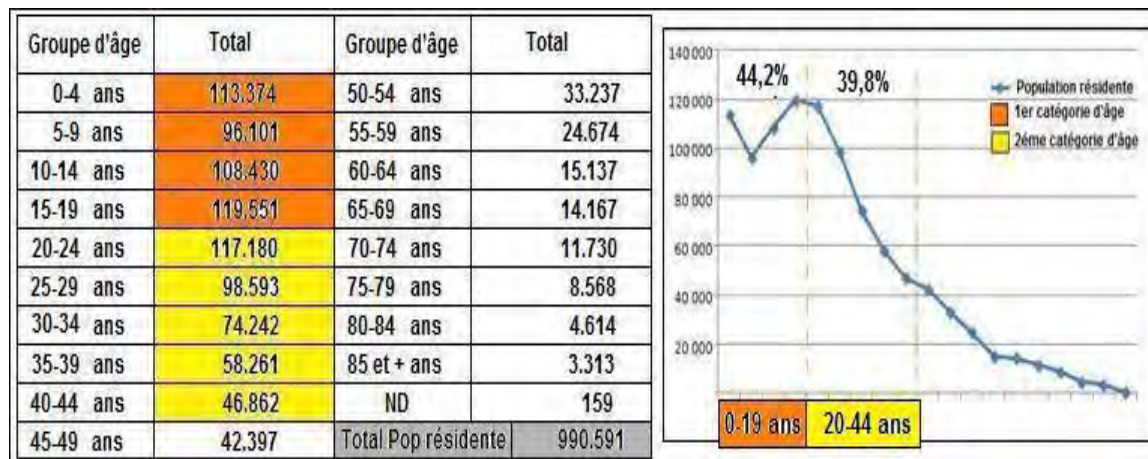 Groupe d'âge Total Groupe d'âge Total
0-4 ans 113.374 50-54 ans 33.237
5-9 ans 96.101 55-59 ans 24.674
10-14 ans 108.430 60-64 ans 15.137
15-19 ans 119.551 65-69 ans 14.167
20-24 ans 117.180 70-74 ans 11.730
25-29 ans 98.593 75-79 ans 8.568
30-34 ans 74.242 80-84 ans 4.614
35-39 ans 58.261 85 et + ans 3.313
40-44 ans 46.862 ND 159
45-49 ans 42.397 Total Pop résidente 990.591
140 000
120 000
100 000
80 000
60 000
40 000
20 000
44,2% 39,8%
Population résidente
1er catégorie d'âge
2éme catégorie d'âge
0-19 ans 20-44 ans